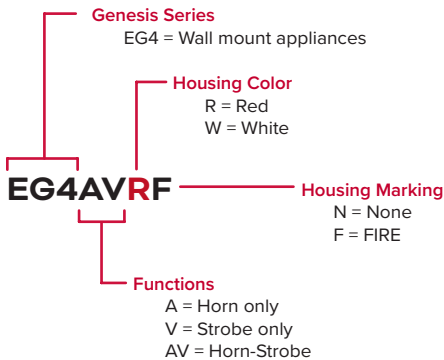 Genesis Series
EG4 = Wall mount appliances
Housing Color
R = Red
W = White
EG4AVRF
Housing Marking
N = None
F = FIRE
Functions
A = Horn only
V = Strobe only
AV = Horn-Strobe